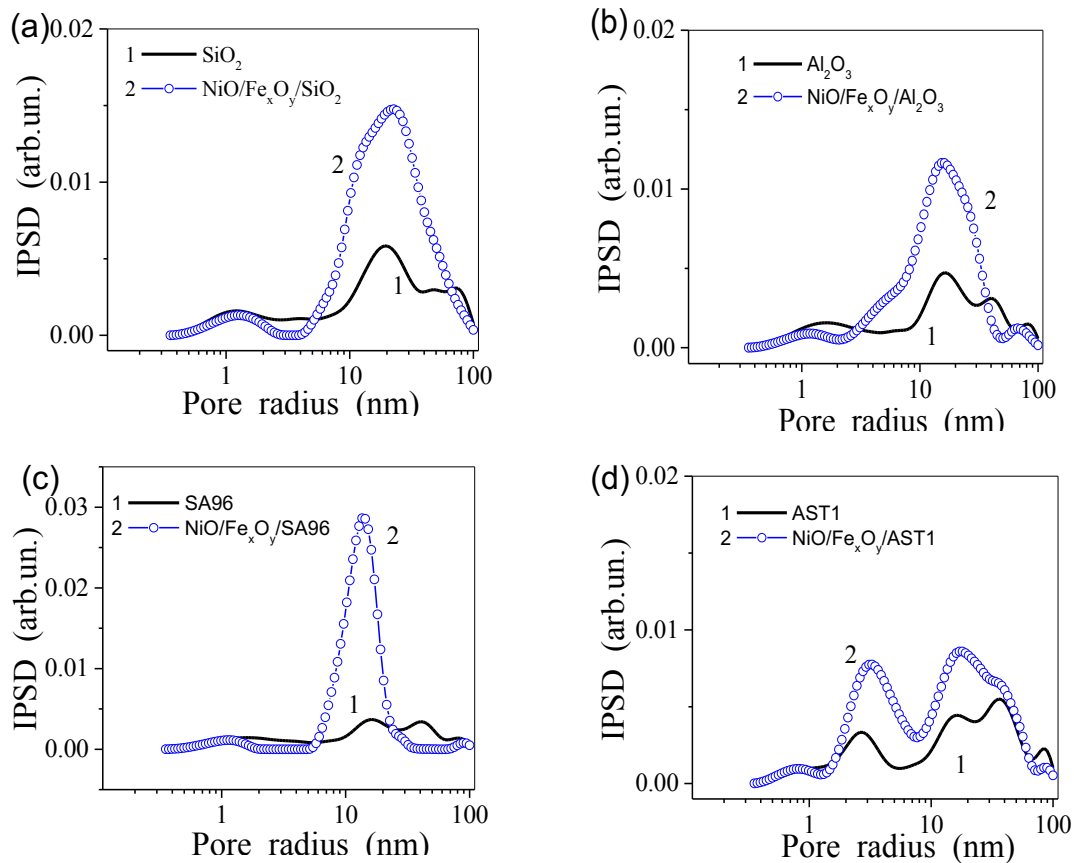 (a)
0.02
1 SiO2
2 NiO/FexOy/SiO2
IPSD (arb.un.)
0.01
2
1
0.00
1 10 100
Pore radius (nm)
(b)
0.02
1 Al2O3
2 NiO/FexOy/Al2O3
IPSD (arb.un.)
0.01
2
1
0.00
1 10 100
Pore radius (nm)
(c)
0.03
1 SA96
2 NiO/FexOy/SA96
2
IPSD (arb.un.)
0.02
0.01
1
0.00
1 10 100
Pore radius (nm)
(d)
0.02
1 AST1
2 NiO/FexOy/AST1
IPSD (arb.un.)
0.01
2
1
0.00
1 10 100
Pore radius (nm)